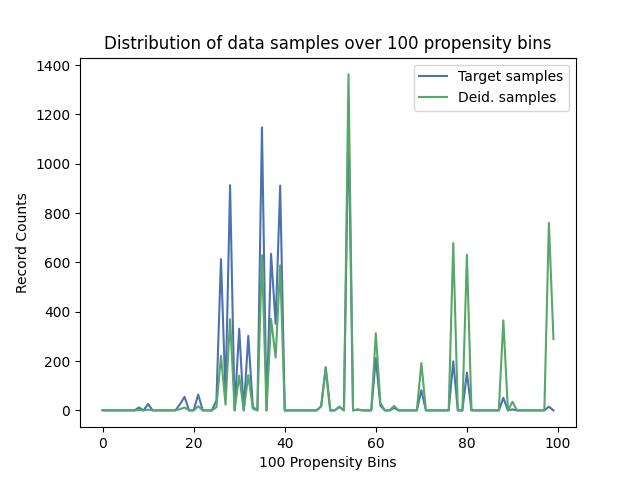 Distribution of data samples over 100 propensity bins
Target samples
Deid. samples
Record Counts
1400
1200
1000
800
600
400
200
0
0 20 40 60 80 100
100 Propensity Bins